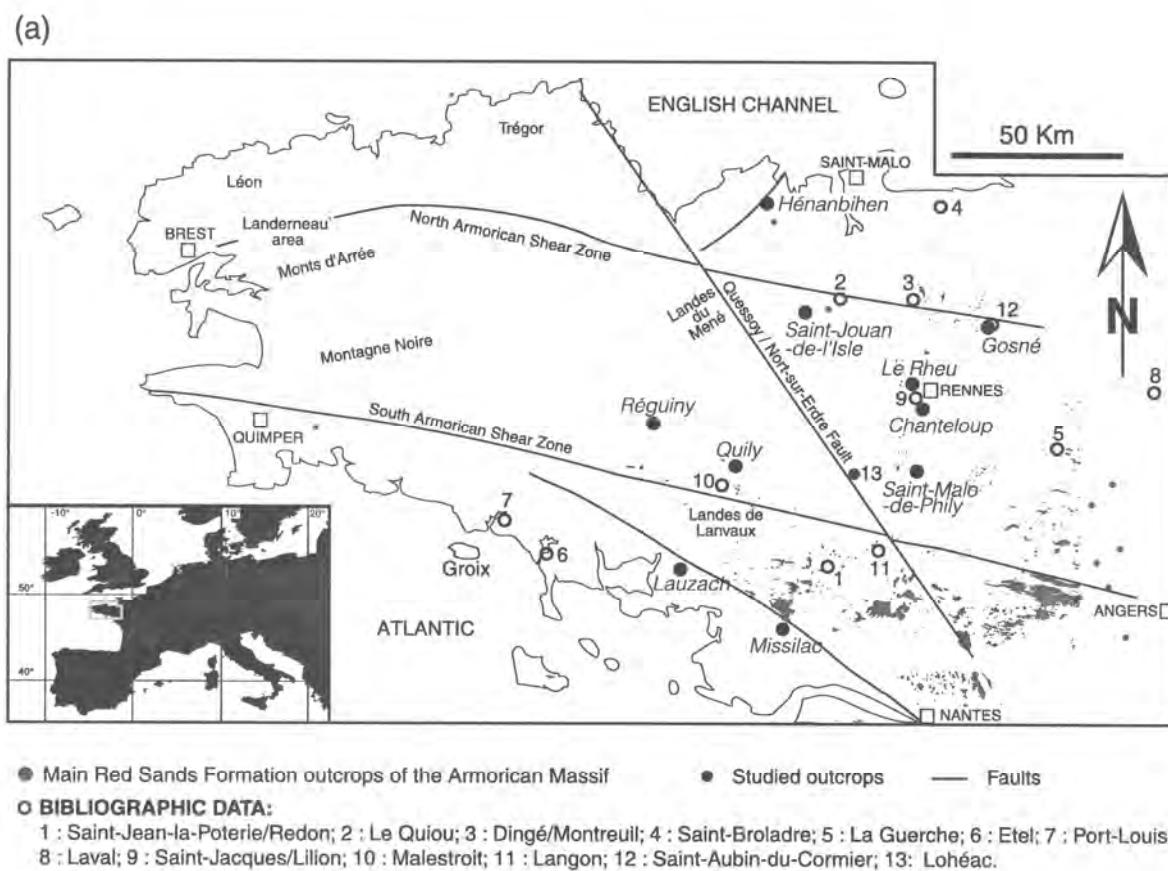 (a)
ENGLISH CHANNEL
50 Km
Trégor
SAINT-MALO
Léon
Hénanbihen
4
Landerneau
area
North Armorican Shear Zone
BREST
Monts d'Arrée
2
3
12
N
Landes
du
Mené
Quessoy / Nort-sur-Erdre Fault
Saint-Jouan
-de-l'Isle
Gosné
Montagne Noire
Le Rheu
RENNES
8
9
Réguiny
Chanteloup
South Armorican Shear Zone
QUIMPER
5
Quily
13
10
Saint-Malo
-de-Phily
Landes de
Lanvaux
7
6
Groix
11
1
Lauzach
ANGERS
ATLANTIC
Missilac
NANTES
-10°
0°
10°
20°
50°
40°
Main Red Sands Formation outcrops of the Armorican Massif
Studied outcrops
Faults
BIBLIOGRAPHIC DATA:
1 : Saint-Jean-la-Poterie/Redon; 2 : Le Quiou; 3 : Dingé/Montreuil; 4 : Saint-Broladre; 5 : La Guerche; 6 : Etel; 7 : Port-Louis
8 : Laval; 9 : Saint-Jacques/Lilion; 10 : Malestroit; 11 : Langon; 12 : Saint-Aubin-du-Cormier; 13: Lohéac.